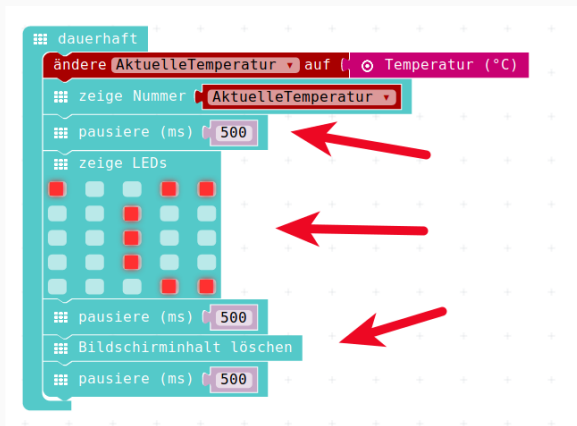 dauerhaft
ändere AktuelleTemperatur auf Temperatur (°C)
zeige Nummer AktuelleTemperatur
pausiere (ms) 500
zeige LEDs
pausiere (ms) 500
Bildschirminhalt löschen
pausiere (ms) 500